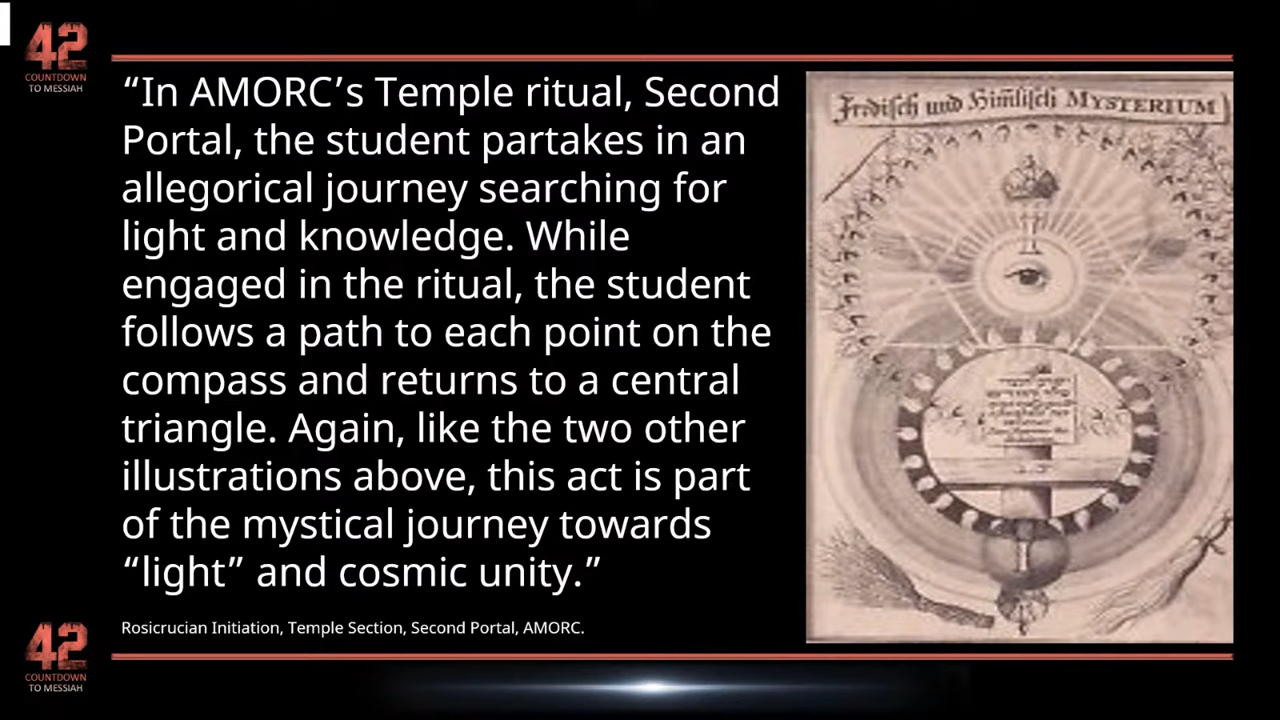 42
COUNTDOWN
TO MESSIAH
“In AMORC’s Temple ritual, Second
Portal, the student partakes in an
allegorical journey searching for
light and knowledge. While
engaged in the ritual, the student
follows a path to each point on the
compass and returns to a central
triangle. Again, like the two other
illustrations above, this act is part
of the mystical journey towards
“light” and cosmic unity.”
Rosicrucian Initiation, Temple Section, Second Portal, AMORC.
Irdisch und Him̄lisch MYSTERIUM
42
COUNTDOWN
TO MESSIAH